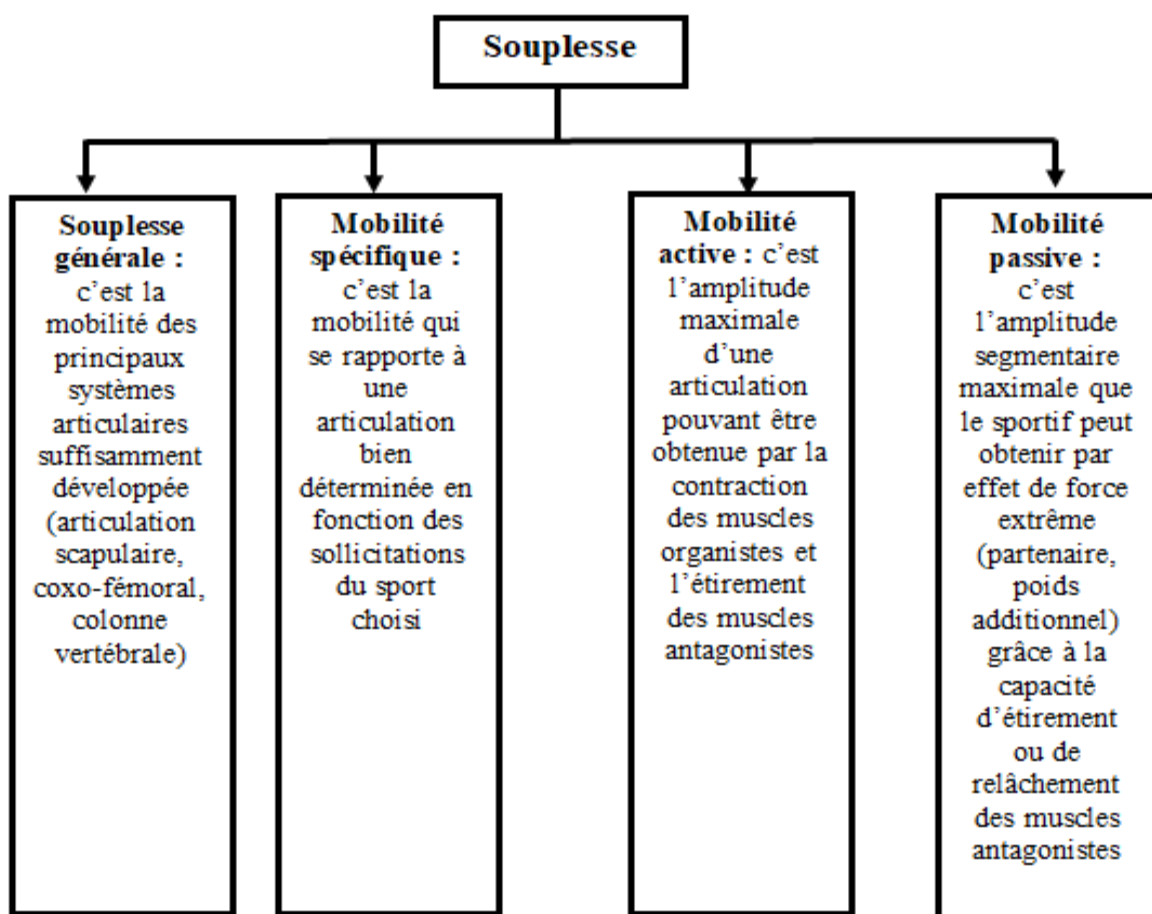 Souplesse
Souplesse
générale :
c’est la
mobilité des
principaux
systèmes
articulaires
suffisamment
développée
(articulation
scapulaire,
coxo-fémoral,
colonne
vertébrale)
Mobilité
spécifique :
c’est la
mobilité qui
se rapporte à
une
articulation
bien
déterminée en
fonction des
sollicitations
du sport
choisi
Mobilité
active : c’est
l’amplitude
maximale
d’une
articulation
pouvant être
obtenue par la
contraction
des muscles
organistes et
l’étirement
des muscles
antagonistes
Mobilité
passive :
c’est
l’amplitude
segmentaire
maximale que
le sportif peut
obtenir par
effet de force
extrême
(partenaire,
poids
additionnel)
grâce à la
capacité
d’étirement
ou de
relâchement
des muscles
antagonistes